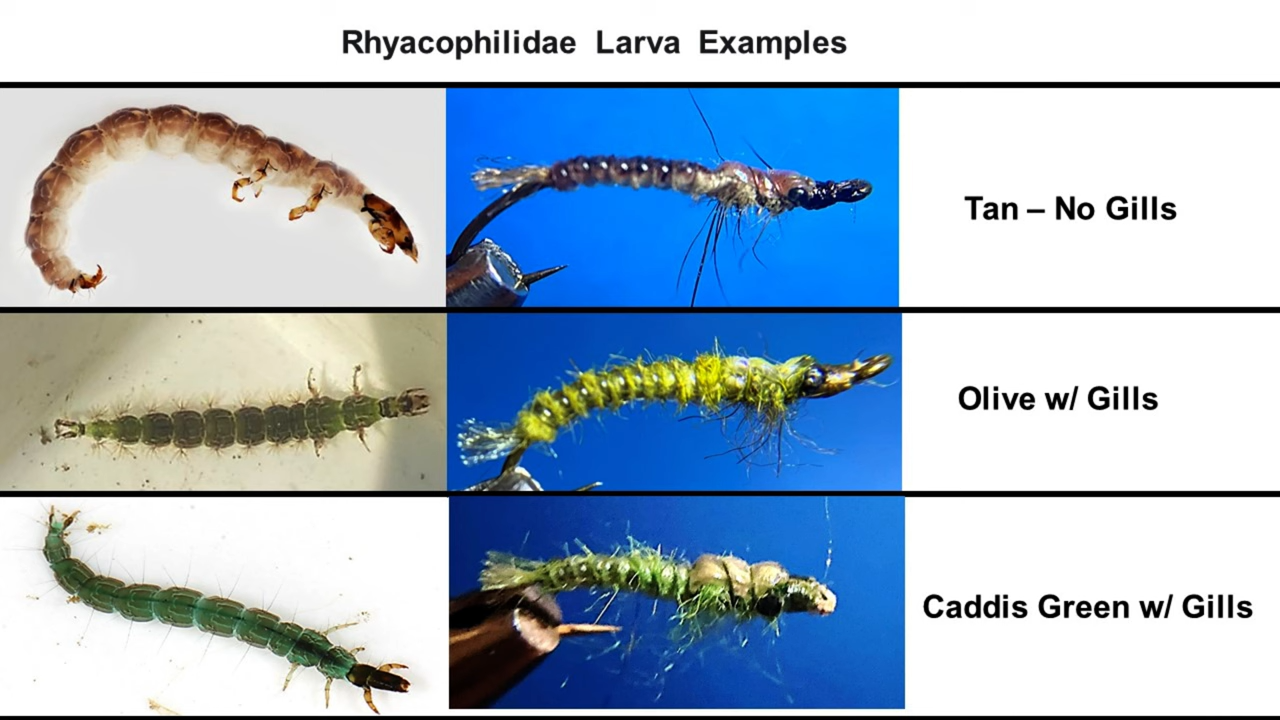 Rhyacophilidae Larva Examples
Tan – No Gills
Olive w/ Gills
Caddis Green w/ Gills